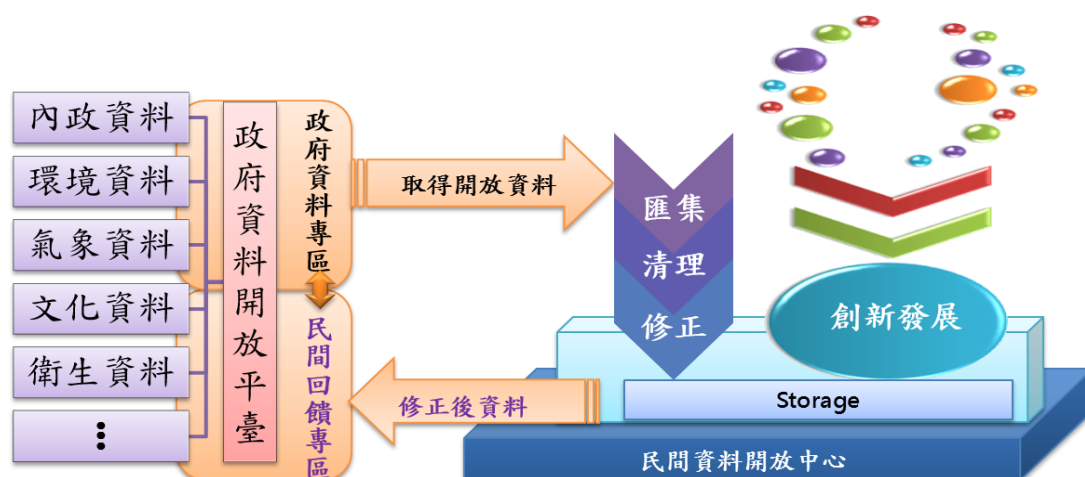 內政資料
環境資料
氣象資料
文化資料
衛生資料
⋮
政府資料開放平臺
政府資料專區
民間回饋專區
取得開放資料
修正後資料
匯集
清理
修正
創新發展
Storage
民間資料開放中心